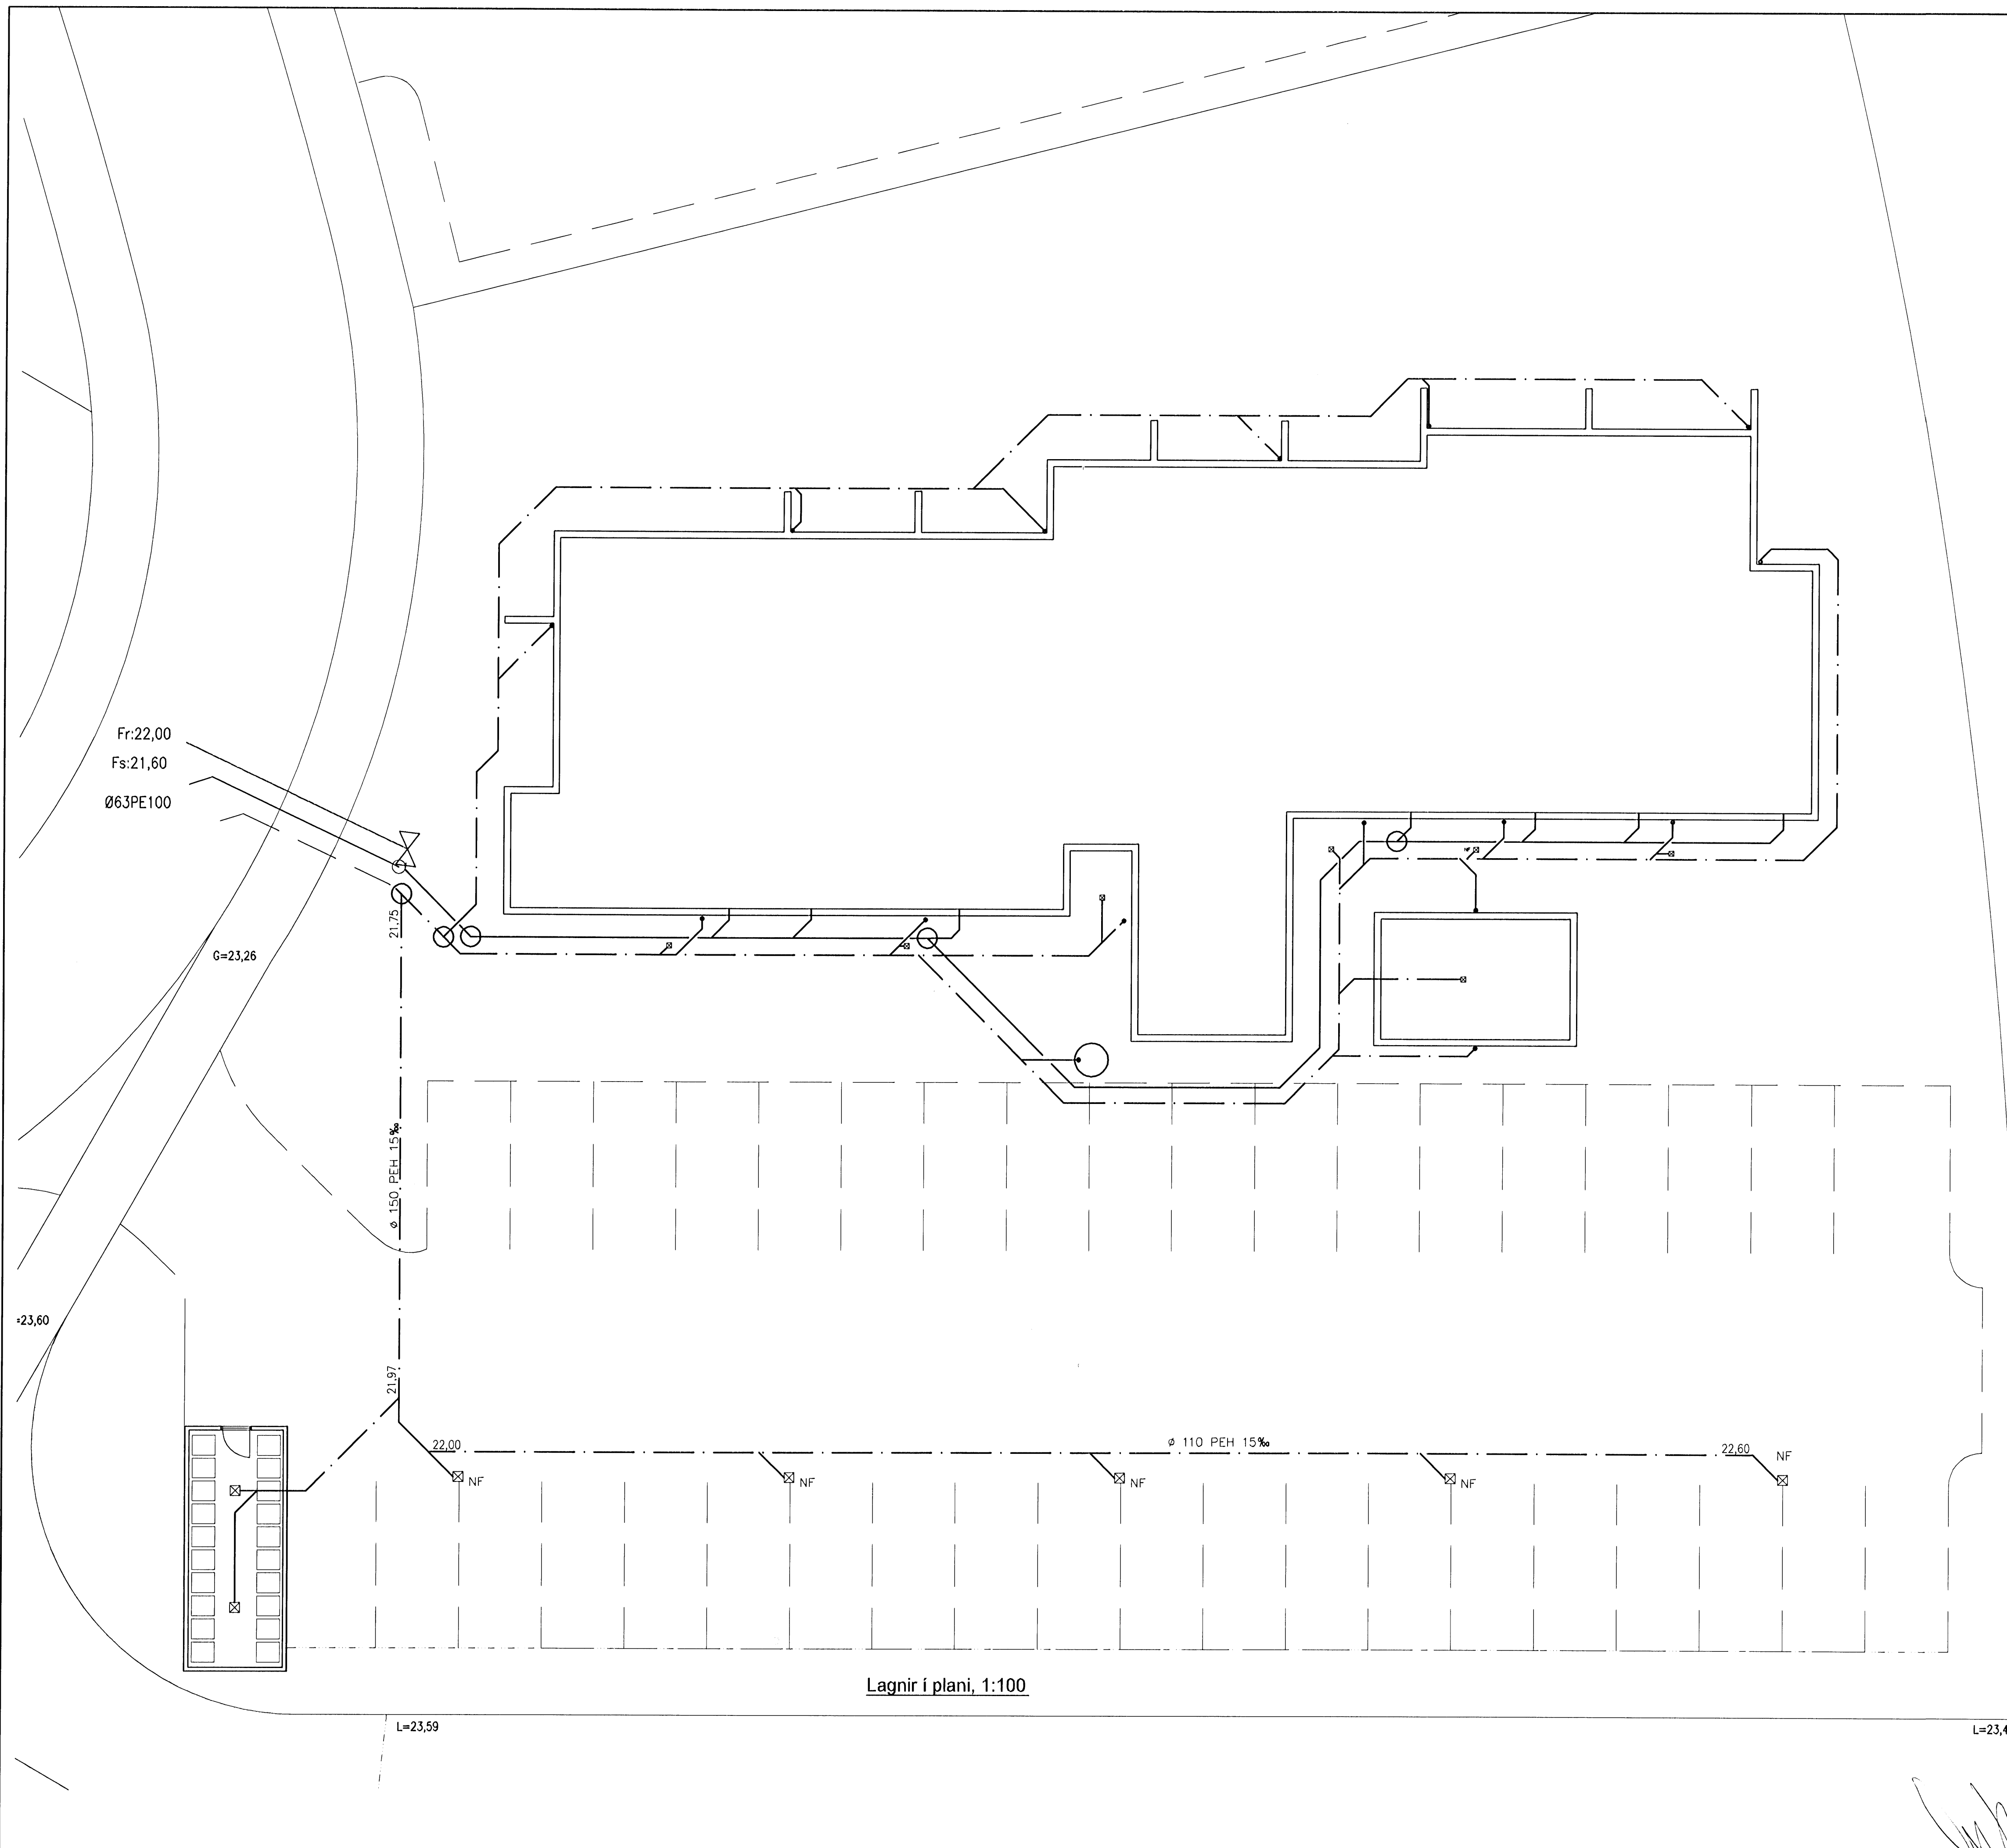 Fr:22,00
Fs:21,60
Ø63PE100
21.75
G=23,26
NF
ø 150 PEH 15‰
=23,60
21,97
22,00
ø 110 PEH 15‰
22,60
NF
NF
NF
NF
NF
Lagnir í plani, 1:100
L=23,59
L=23,4